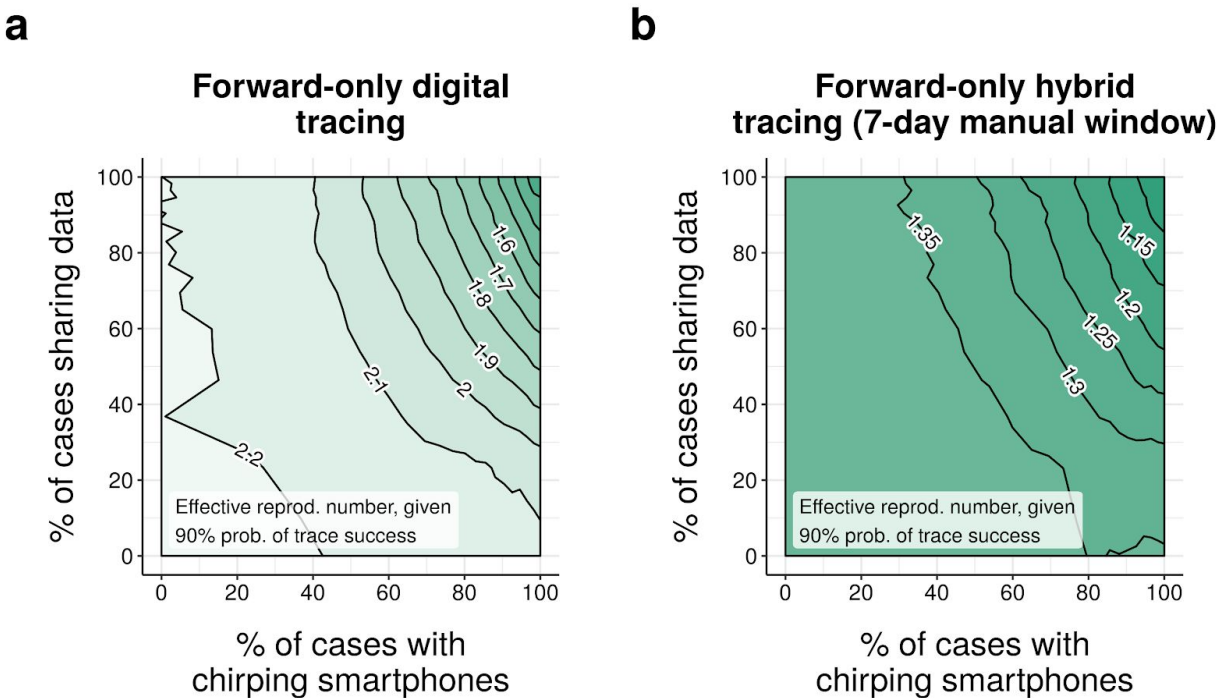 a
b
Forward-only digital
tracing
Forward-only hybrid
tracing (7-day manual window)
% of cases sharing data
100
80
60
40
20
0
1.6
1.7
1.8
1.9
2
2.1
2.2
Effective reprod. number, given
90% prob. of trace success
0 20 40 60 80 100
% of cases with
chirping smartphones
% of cases sharing data
100
80
60
40
20
0
1.35
1.15
1.2
1.25
1.3
Effective reprod. number, given
90% prob. of trace success
0 20 40 60 80 100
% of cases with
chirping smartphones